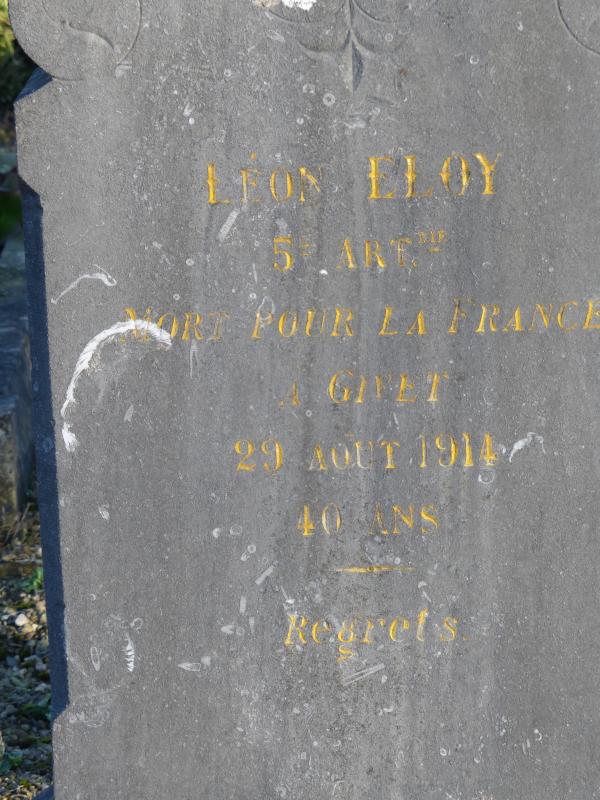 LÉON ELOY
5E ART.RIE
MORT POUR LA FRANCE
A GIVET
29 AOUT 1914
40 ANS
Regrets.